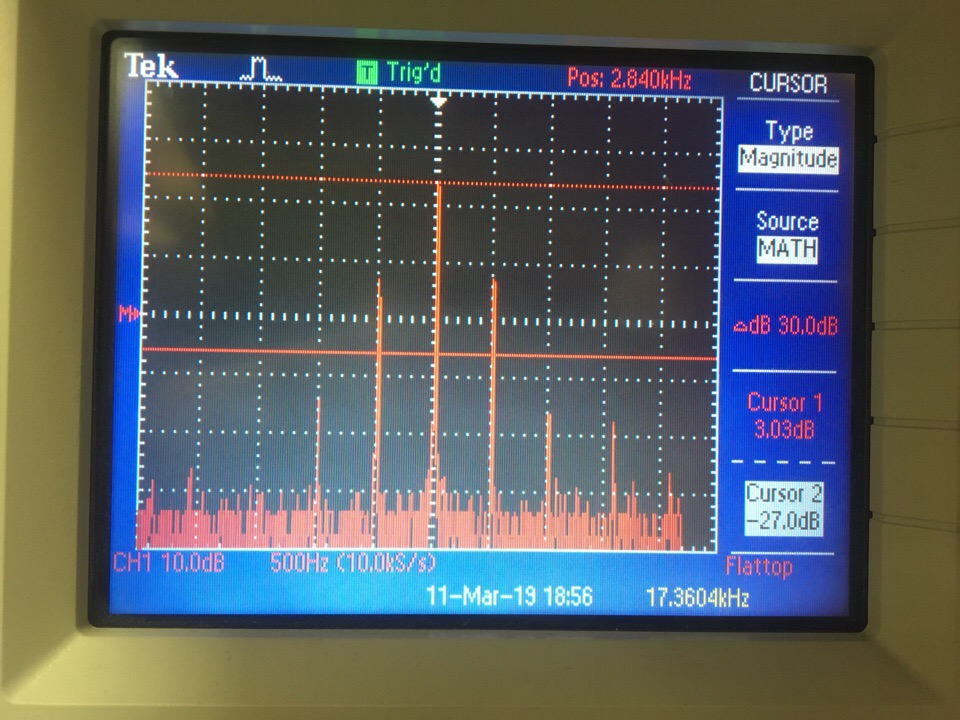 Tek
T Trig'd
Pos: 2.840kHz
CURSOR
Type
Magnitude
Source
MATH
M
△dB 30.0dB
Cursor 1
3.03dB
Cursor 2
-27.0dB
CH1 10.0dB
500Hz (10.0kS/s)
Flattop
11-Mar-19 18:56
17.3604kHz